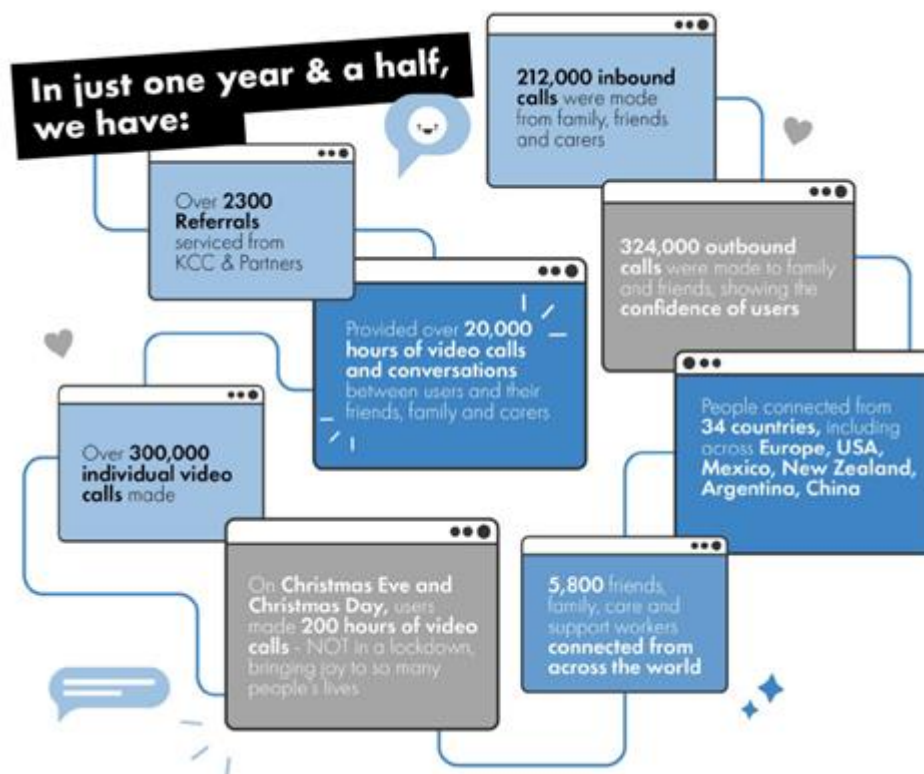 In just one year & a half,
we have:
Over 2300
Referrals
serviced from
KCC & Partners
Provided over 20,000
hours of video calls
and conversations
between users and their
friends, family and carers
Over 300,000
individual video
calls made
On Christmas Eve and
Christmas Day, users
made 200 hours of video
calls - NOT in a lockdown,
bringing joy to so many
people's lives
5,800 friends,
family, care and
support workers
connected from
across the world
People connected from
34 countries, including
across Europe, USA,
Mexico, New Zealand,
Argentina, China
324,000 outbound
calls were made to family
and friends, showing the
confidence of users
212,000 inbound
calls were made
from family, friends
and carers